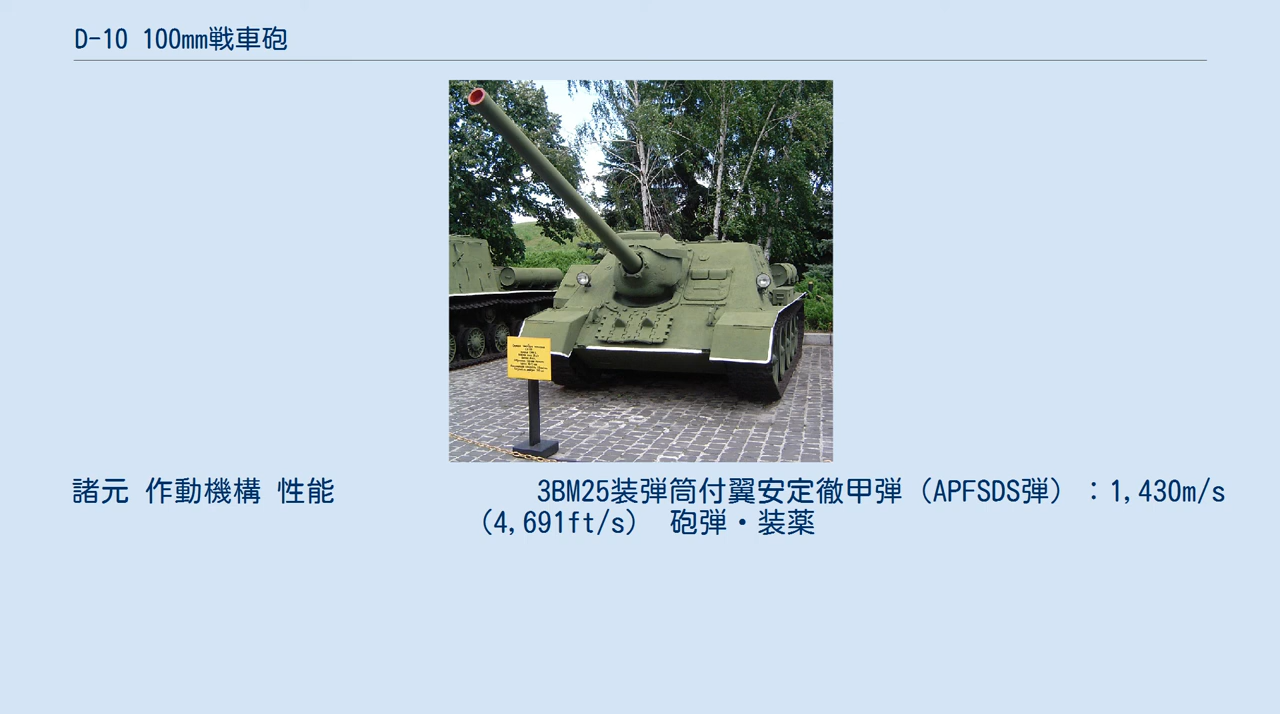 D-10 100mm戦車砲
諸元 作動機構 性能
3BM25装弾筒付翼安定徹甲弾（APFSDS弾）：1,430m/s
（4,691ft/s） 砲弾・装薬